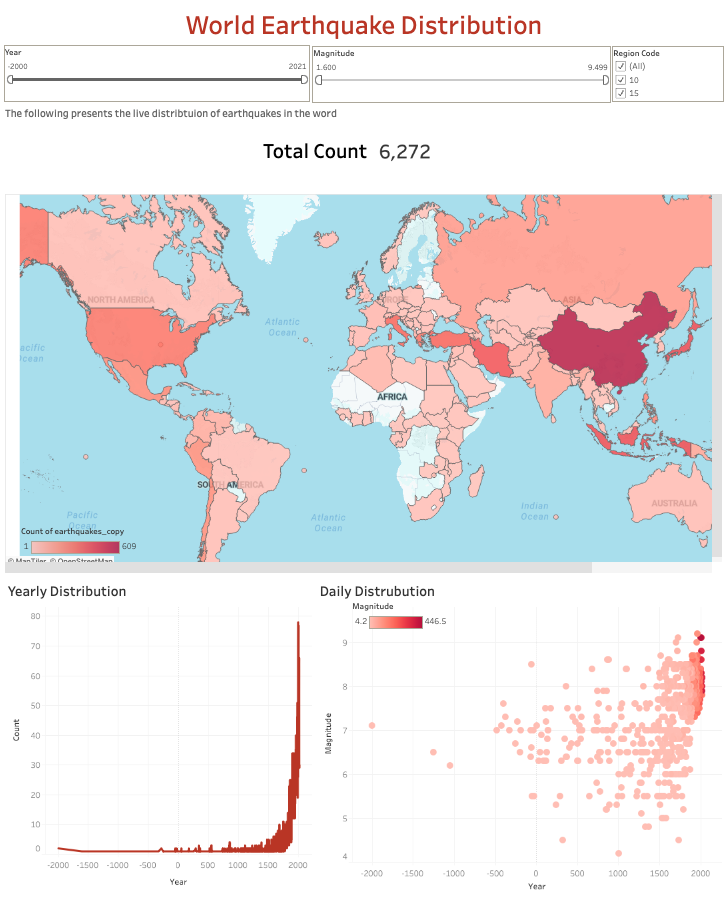 World Earthquake Distribution
Year
-2000 2021
Magnitude
1.600 9.499
Region Code
(All)
10
15
The following presents the live distribtuion of earthquakes in the word
Total Count 6,272
NORTH AMERICA
ASIA
Atlantic
Ocean
Ocean
AFRICA
SOUTH AMERICA
AUSTRALIA
Indian
Ocean
Pacific
Ocean
Atlantic
Ocean
Count of earthquakes_copy
1 609
© MapTiler © OpenStreetMap
Yearly Distribution
80
70
60
50
40
30
20
10
0
Count
-2000 -1500 -1000 -500 0 500 1000 1500 2000
Year
Daily Distrubution
Magnitude
4.2 446.5
9
8
7
6
5
4
Magnitude
-2000 -1500 -1000 -500 0 500 1000 1500 2000
Year